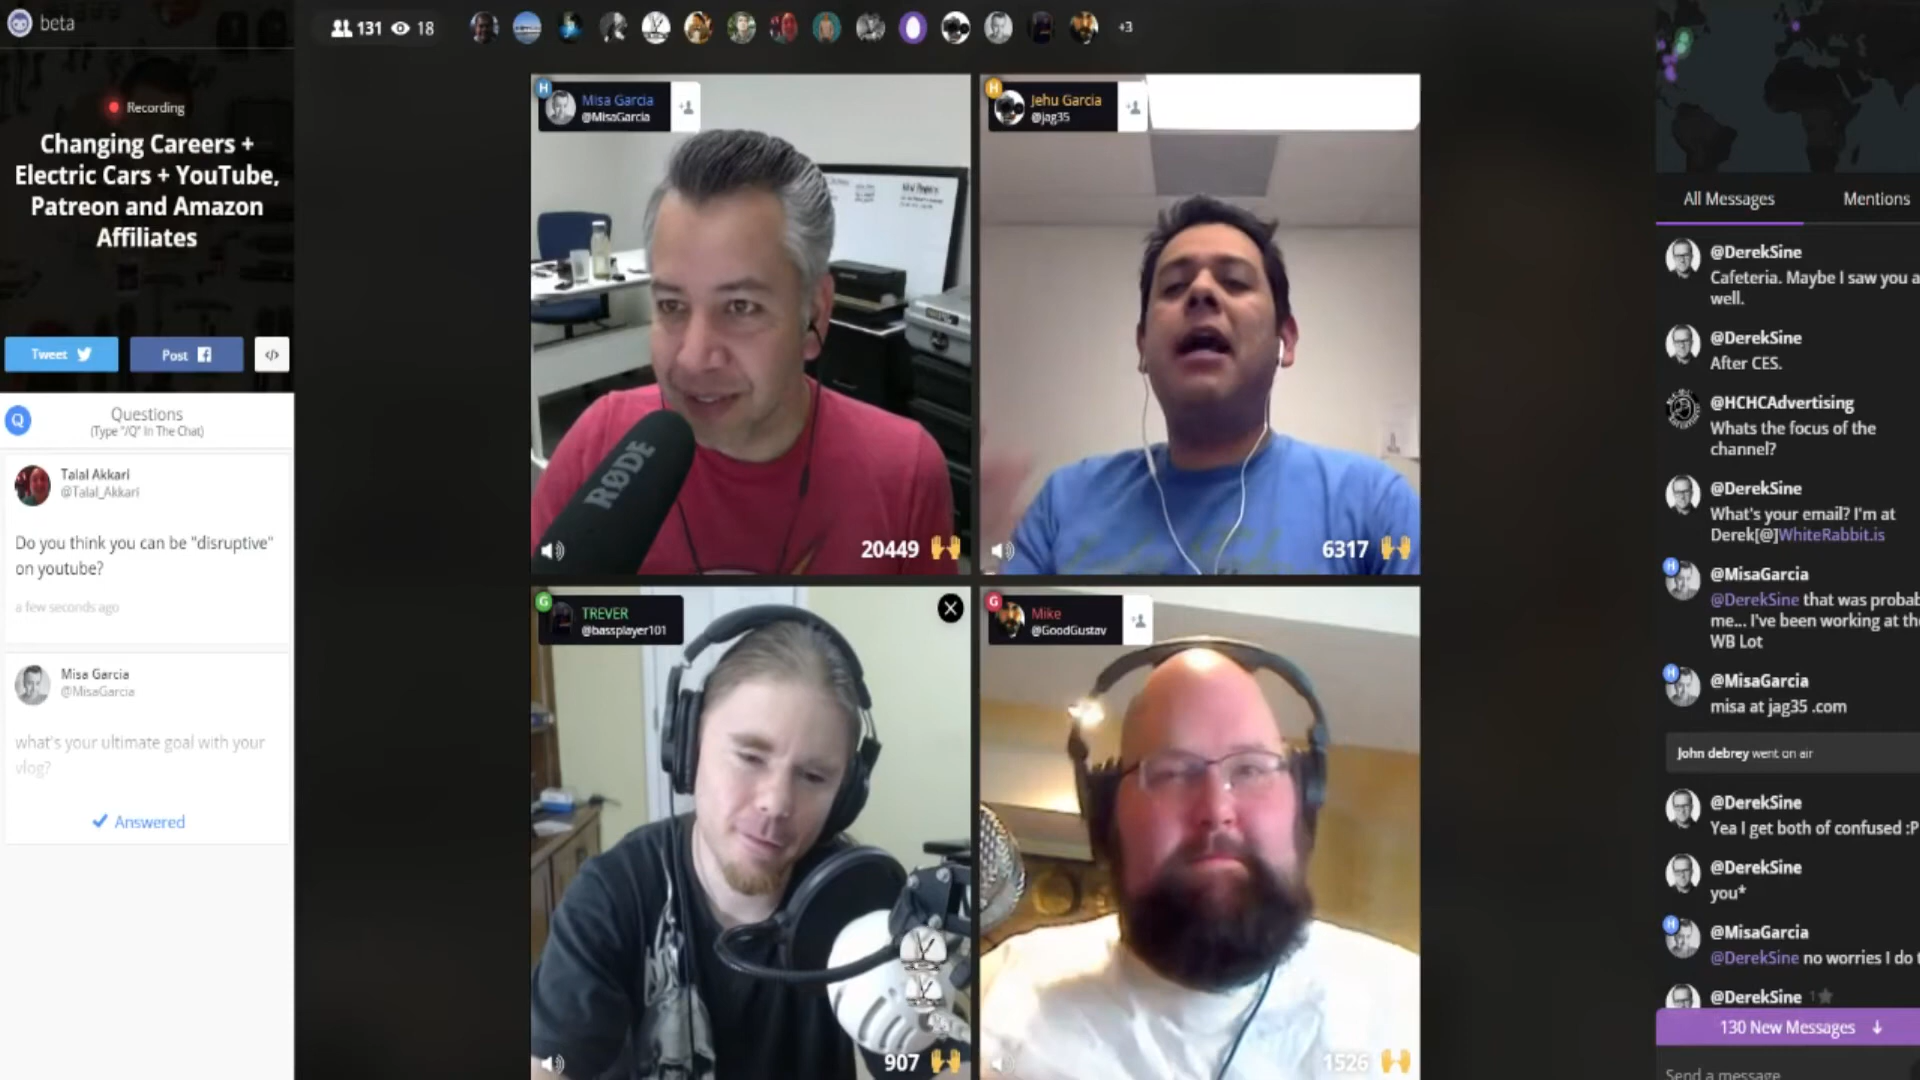 beta
131 18
+3
Recording
Changing Careers +
Electric Cars + YouTube,
Patreon and Amazon
Affiliates
Tweet
Post
</>
Q
Questions
(Type "/Q" In The Chat)
Talal Akkari
@Talal_Akkari
Do you think you can be "disruptive"
on youtube?
a few seconds ago
Misa Garcia
@MisaGarcia
what's your ultimate goal with your
vlog?
Answered
H
Misa Garcia
@MisaGarcia
RØDE
20449
H
Jehu Garcia
@jag35
6317
G
TREVER
@bassplayer101
907
G
Mike
@GoodGustav
1526
All Messages Mentions
@DerekSine
Cafeteria. Maybe I saw you a
well.
@DerekSine
After CES.
@HCHCAdvertising
Whats the focus of the
channel?
@DerekSine
What's your email? I'm at
Derek[@]WhiteRabbit.is
H
@MisaGarcia
@DerekSine that was probab
me... I've been working at the
WB Lot
H
@MisaGarcia
misa at jag35 .com
John debrey went on air
@DerekSine
Yea I get both of confused :P
@DerekSine
you*
H
@MisaGarcia
@DerekSine no worries I do t
@DerekSine 1
130 New Messages
Send a message